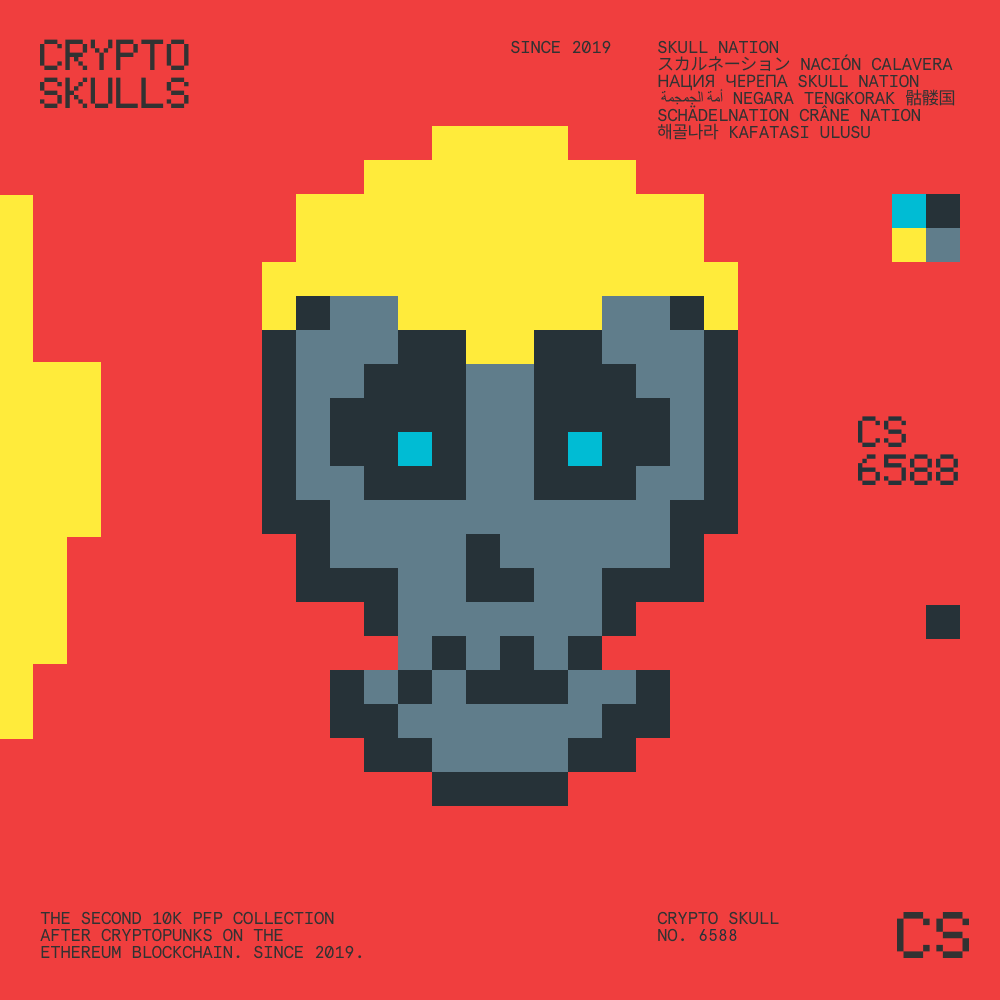 CRYPTO
SKULLS
SINCE 2019
SKULL NATION
スカルネーション NACIÓN CALAVERA
НАЦИЯ ЧЕРЕПА SKULL NATION
أمة الجمجمة NEGARA TENGKORAK 骷髅国
SCHÄDELNATION CRÂNE NATION
해골나라 KAFATASI ULUSU
CS
6588
THE SECOND 10K PFP COLLECTION
AFTER CRYPTOPUNKS ON THE
ETHEREUM BLOCKCHAIN. SINCE 2019.
CRYPTO SKULL
NO. 6588
CS